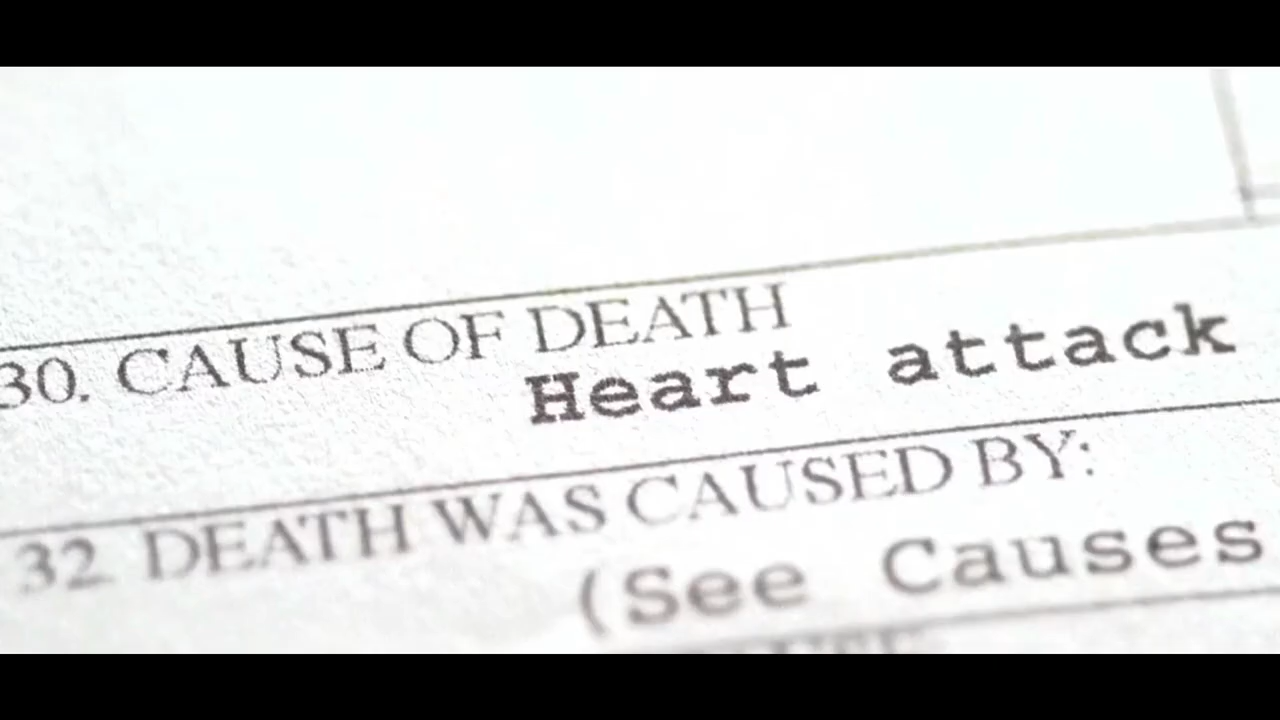 30. CAUSE OF DEATH
Heart attack
32 DEATH WAS CAUSED BY:
(See Causes